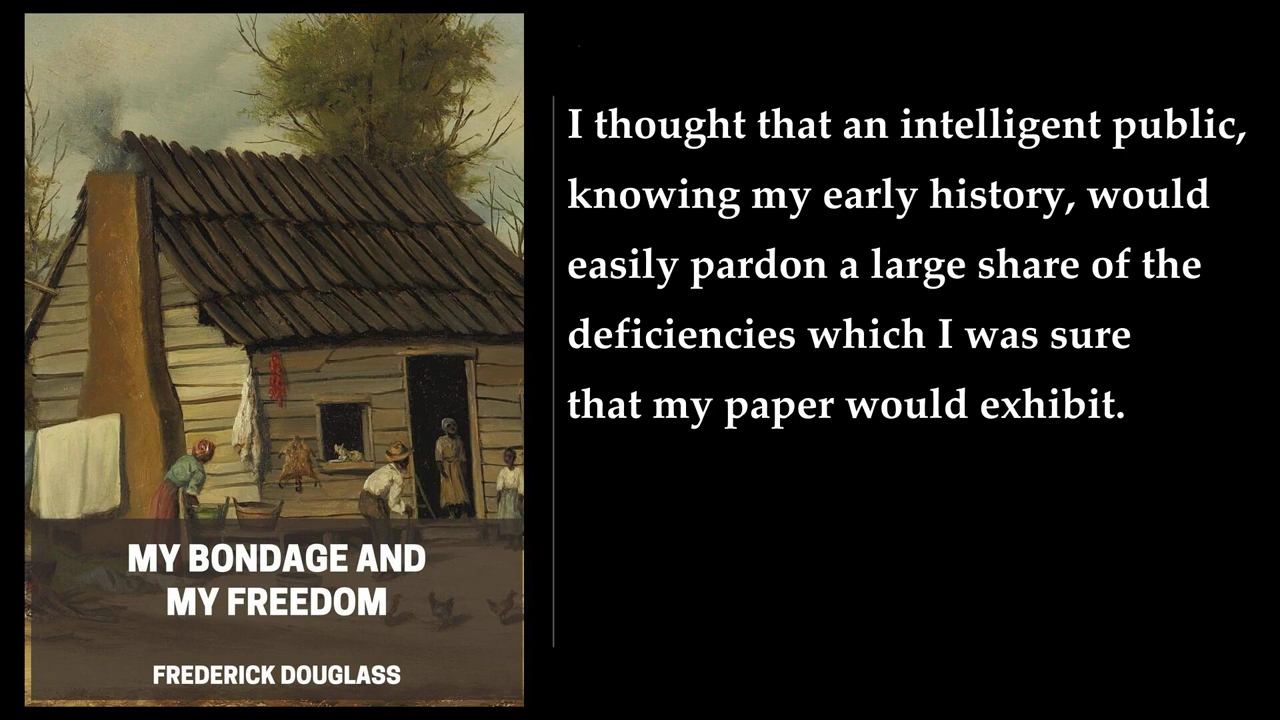 MY BONDAGE AND
MY FREEDOM
FREDERICK DOUGLASS
I thought that an intelligent public,
knowing my early history, would
easily pardon a large share of the
deficiencies which I was sure
that my paper would exhibit.